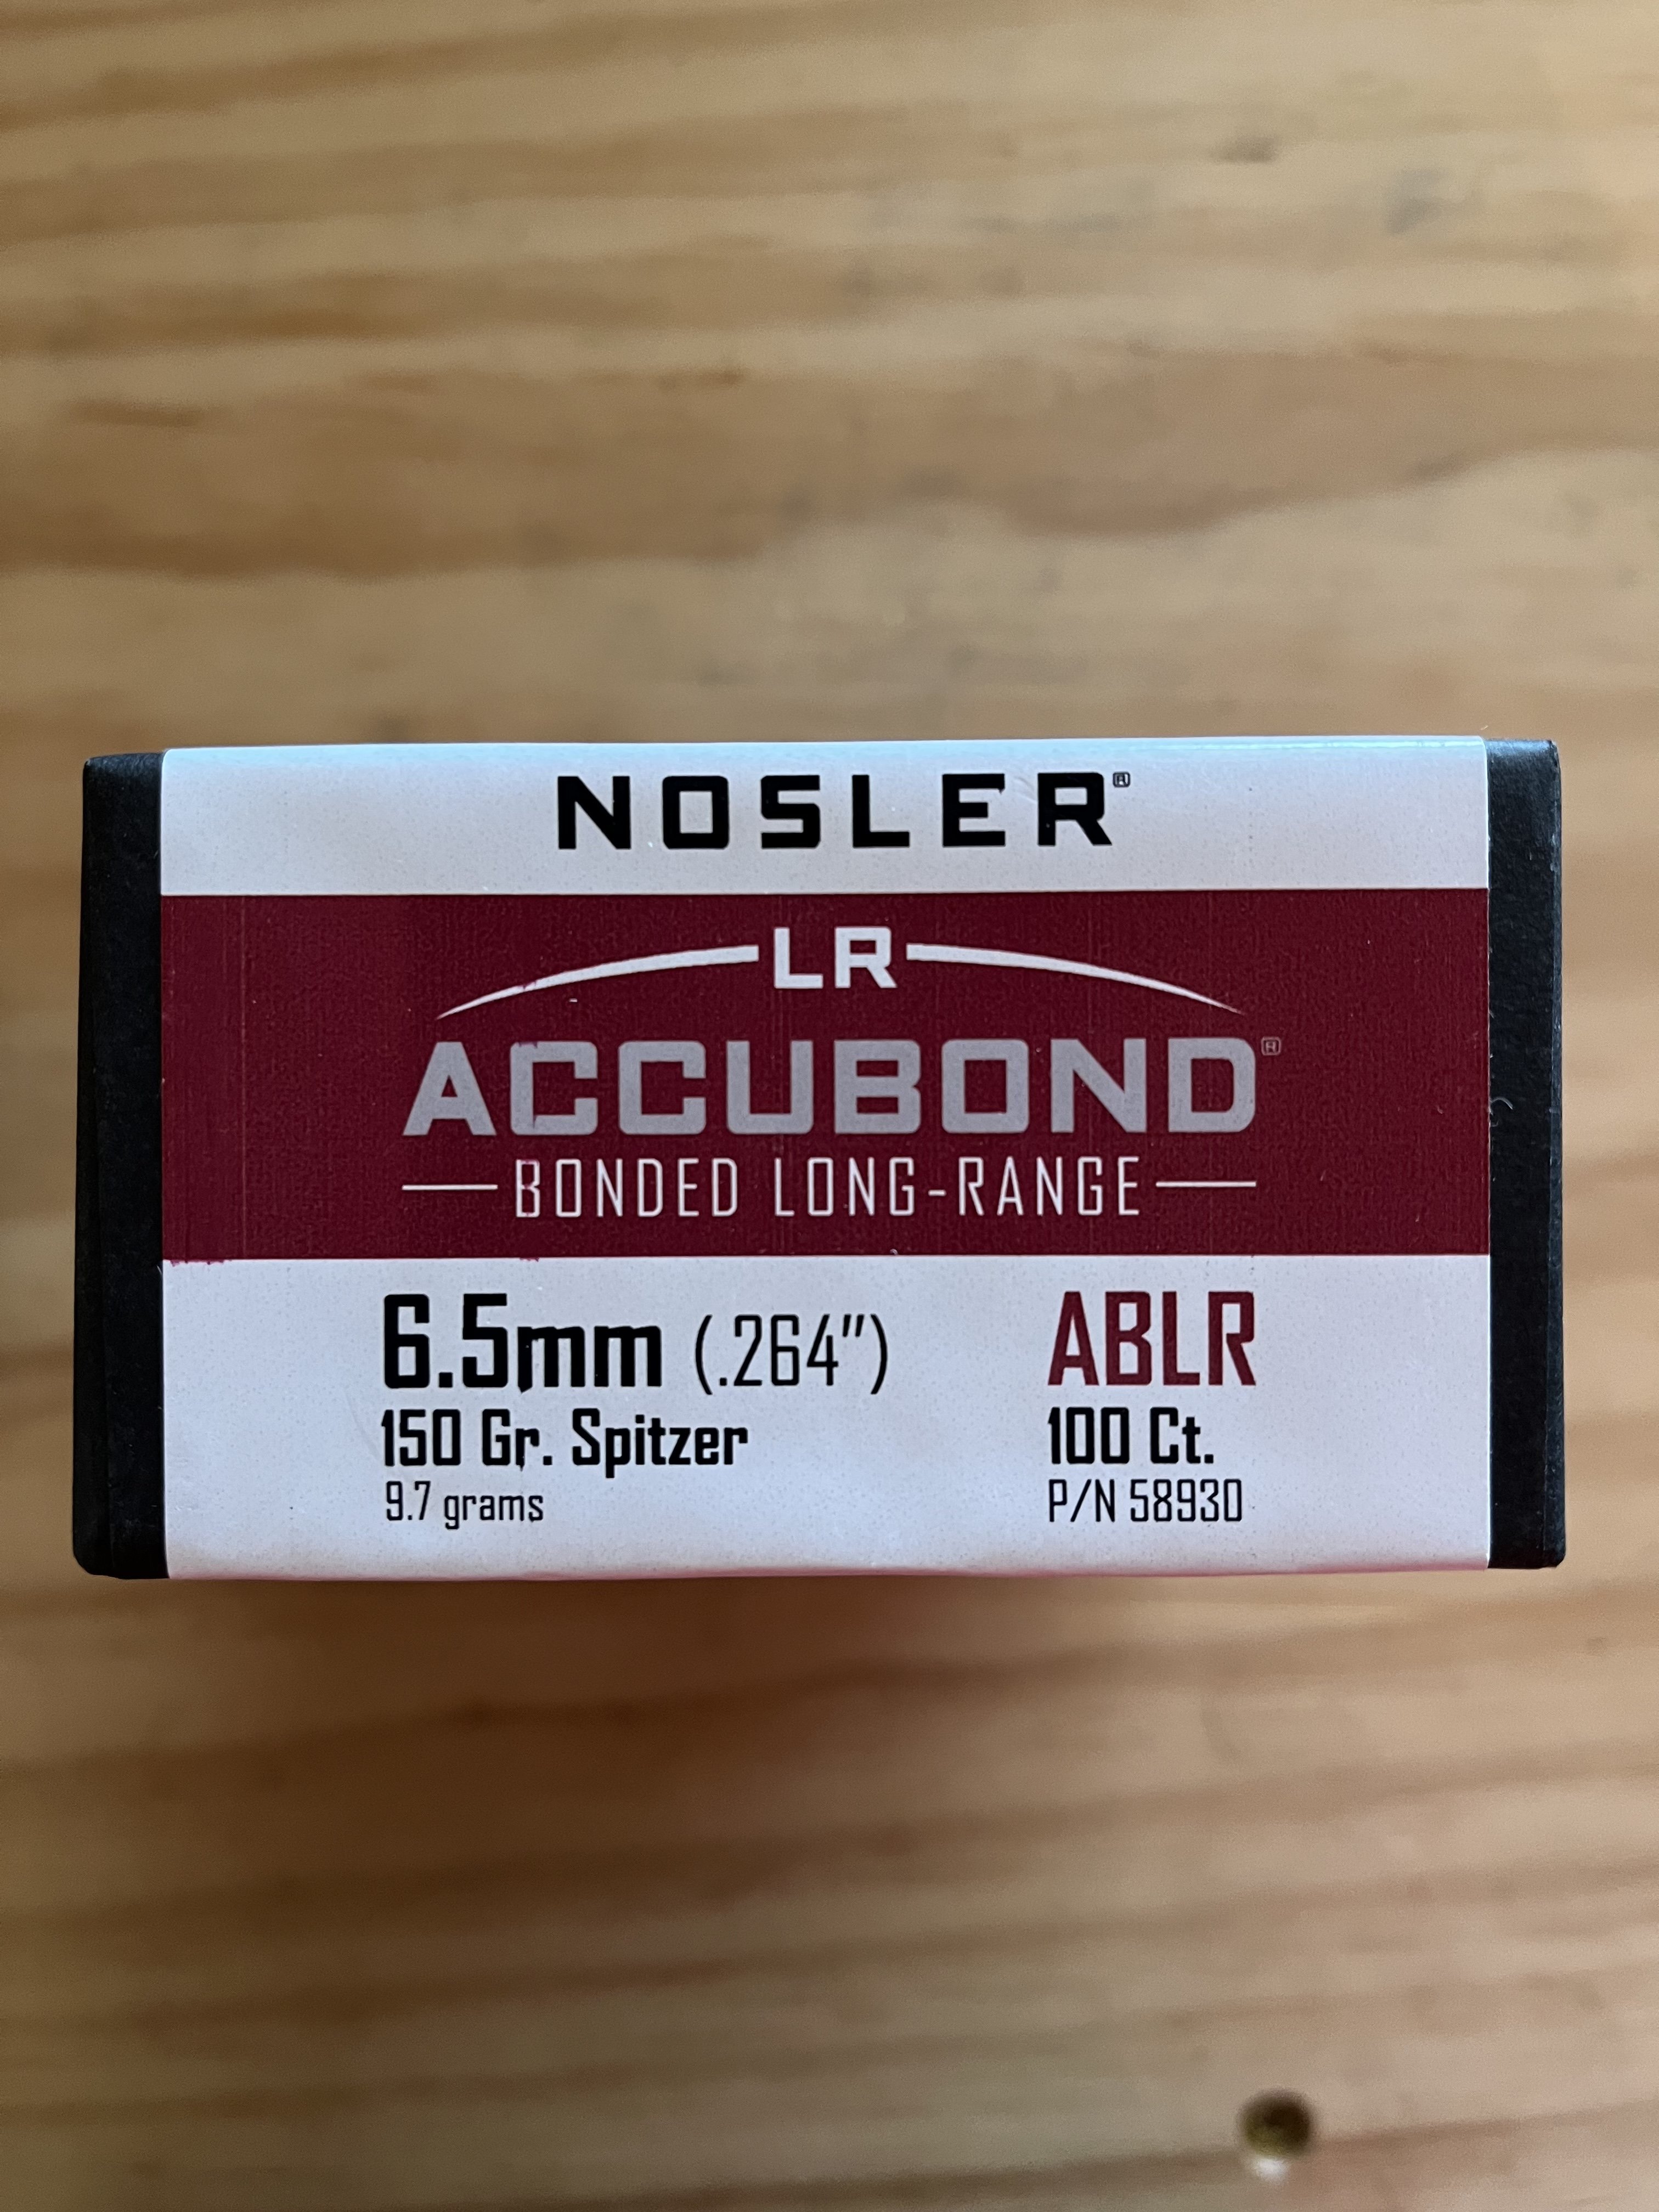 NOSLER®
LR
ACCUBOND®
BONDED LONG-RANGE
6.5mm (.264") ABLR
150 Gr. Spitzer 100 Ct.
9.7 grams P/N 58930